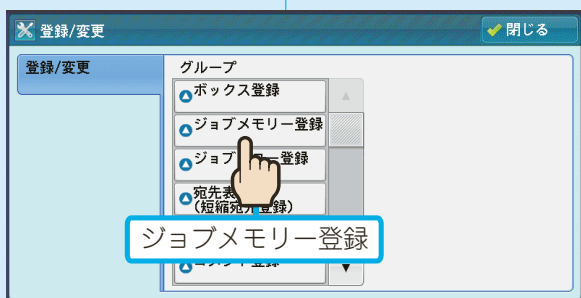 登録/変更
閉じる
登録/変更
グループ
ボックス登録
ジョブメモリー登録
ジョブ
登録
宛先表
(短縮宛先登録)
ジョブメモリー登録